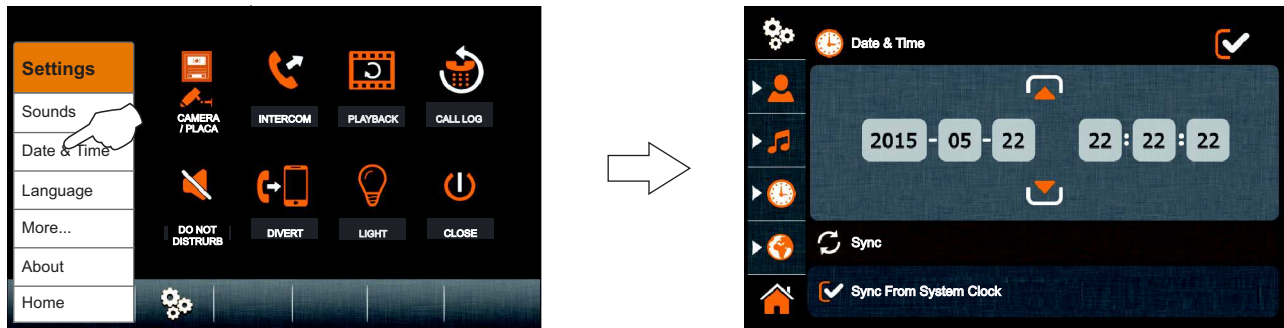 Settings
Sounds
Date & Time
Language
More...
About
Home
CAMERA
/ PLACA
INTERCOM
PLAYBACK
CALL LOG
DO NOT
DISTRURB
DIVERT
LIGHT
CLOSE
Date & Time
2015-05-22 22:22:22
Sync
Sync From System Clock